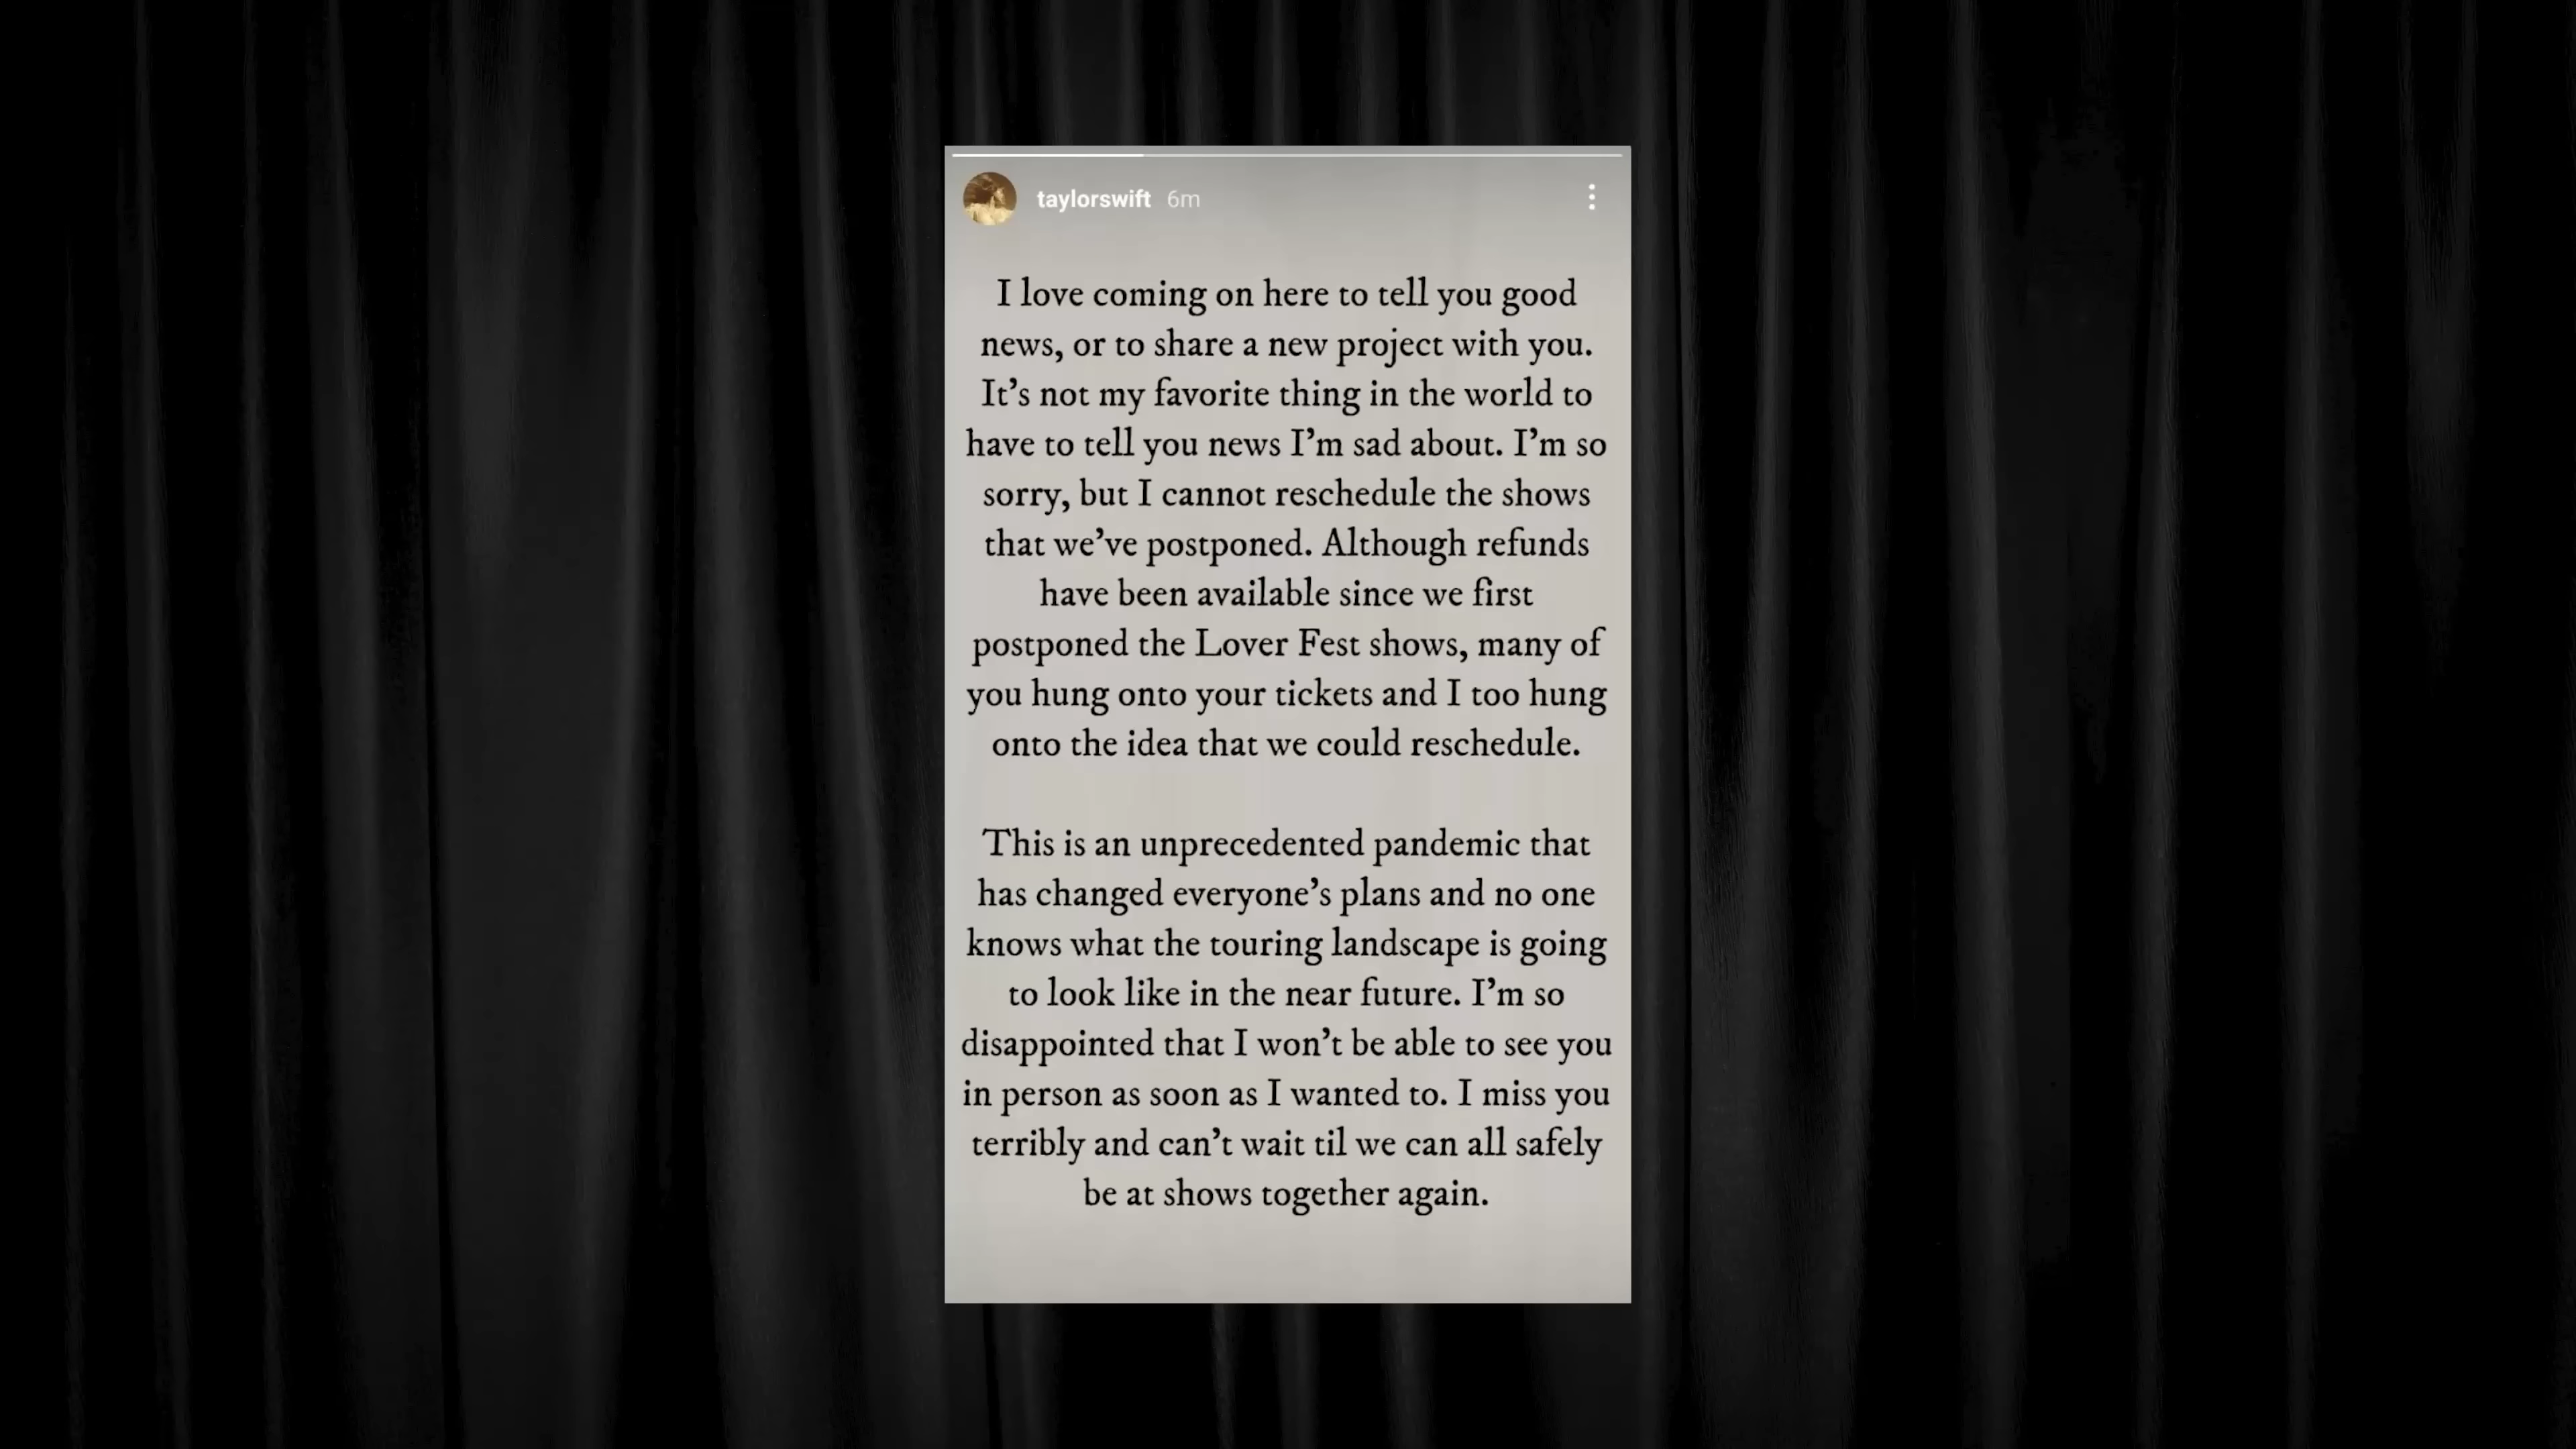 taylorswift 6m
I love coming on here to tell you good
news, or to share a new project with you.
It's not my favorite thing in the world to
have to tell you news I'm sad about. I'm so
sorry, but I cannot reschedule the shows
that we've postponed. Although refunds
have been available since we first
postponed the Lover Fest shows, many of
you hung onto your tickets and I too hung
onto the idea that we could reschedule.
This is an unprecedented pandemic that
has changed everyone's plans and no one
knows what the touring landscape is going
to look like in the near future. I'm so
disappointed that I won't be able to see you
in person as soon as I wanted to. I miss you
terribly and can't wait til we can all safely
be at shows together again.